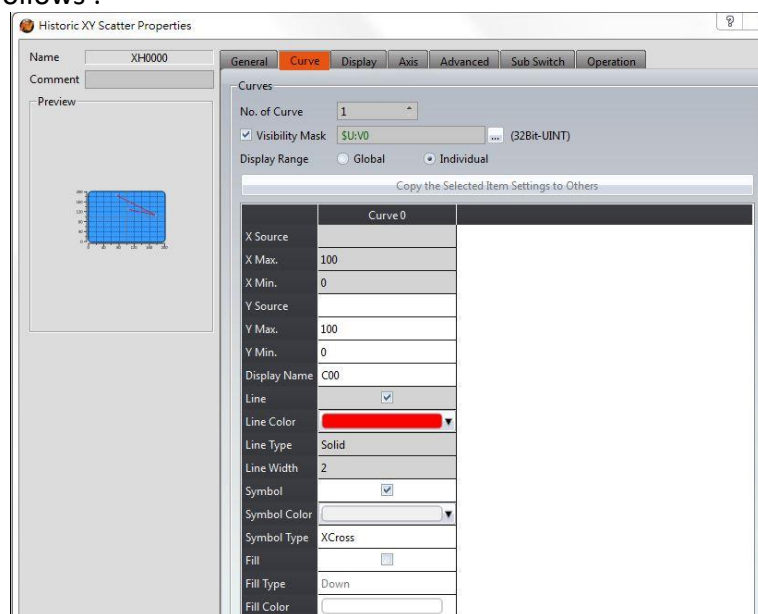 ollows :
Historic XY Scatter Properties
Name XH0000
Comment
Preview
General Curve Display Axis Advanced Sub Switch Operation
Curves
No. of Curve 1
Visibility Mask $U:V0 ... (32Bit-UINT)
Display Range Global Individual
Copy the Selected Item Settings to Others
Curve 0
X Source
X Max. 100
X Min. 0
Y Source
Y Max. 100
Y Min. 0
Display Name C00
Line
Line Color
Line Type Solid
Line Width 2
Symbol
Symbol Color
Symbol Type XCross
Fill
Fill Type Down
Fill Color